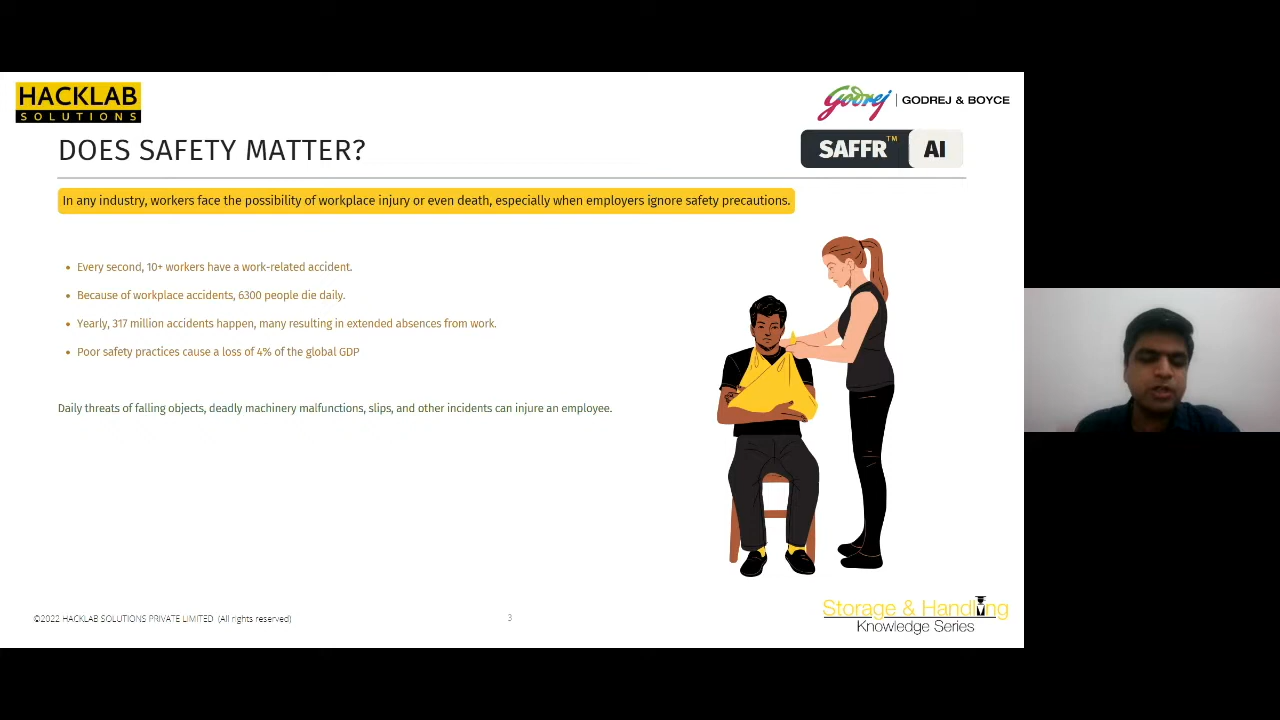 HACKLAB
SOLUTIONS
Godrej | GODREJ & BOYCE
DOES SAFETY MATTER?
SAFFR™ AI
In any industry, workers face the possibility of workplace injury or even death, especially when employers ignore safety precautions.
• Every second, 10+ workers have a work-related accident.
• Because of workplace accidents, 6300 people die daily.
• Yearly, 317 million accidents happen, many resulting in extended absences from work.
• Poor safety practices cause a loss of 4% of the global GDP
Daily threats of falling objects, deadly machinery malfunctions, slips, and other incidents can injure an employee.
©2022 HACKLAB SOLUTIONS PRIVATE LIMITED (All rights reserved)
3
Storage & Handling
Knowledge Series